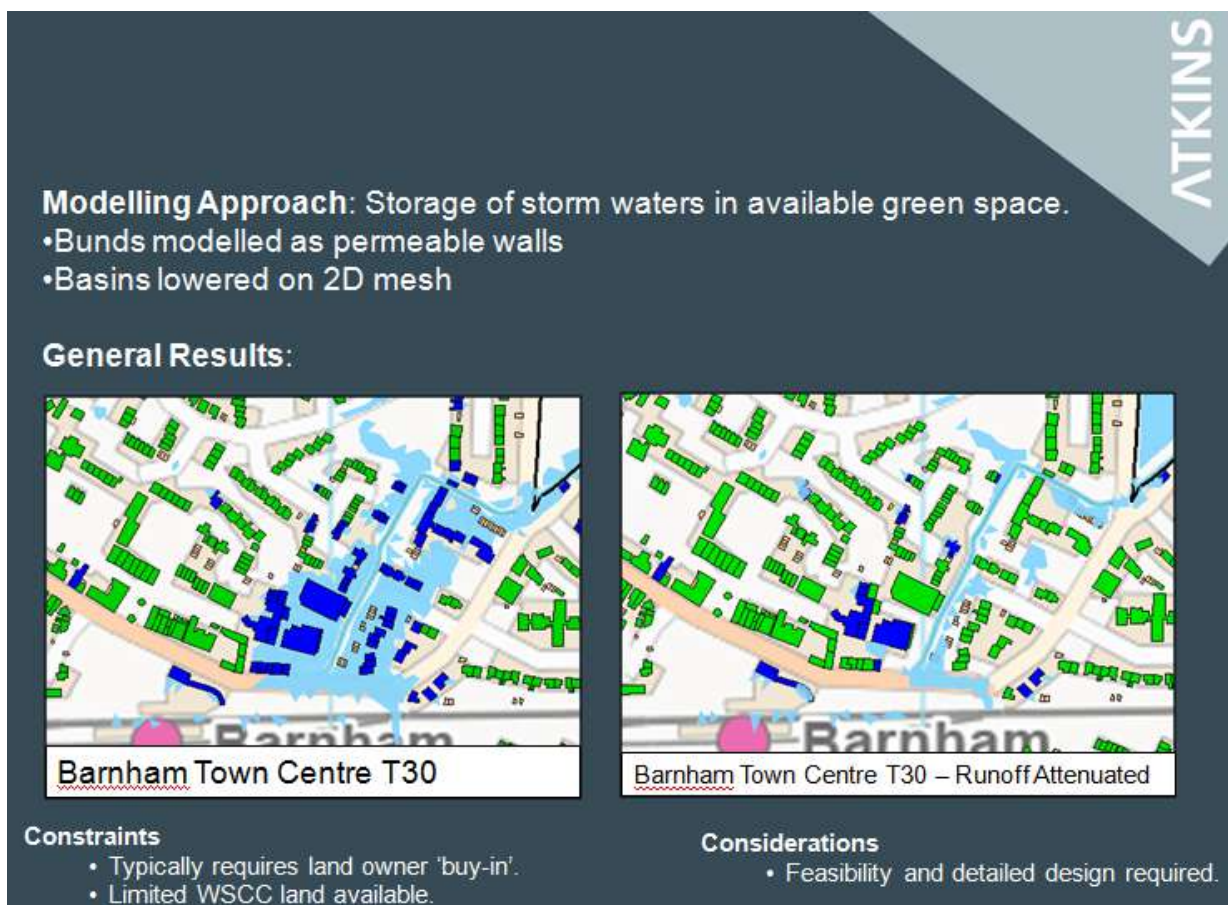 ATKINS
Modelling Approach: Storage of storm waters in available green space.
•Bunds modelled as permeable walls
•Basins lowered on 2D mesh
General Results:
Barnham
Barnham Town Centre T30
Barnham
Barnham Town Centre T30 – Runoff Attenuated
Constraints
• Typically requires land owner ‘buy-in’.
• Limited WSCC land available.
Considerations
• Feasibility and detailed design required.